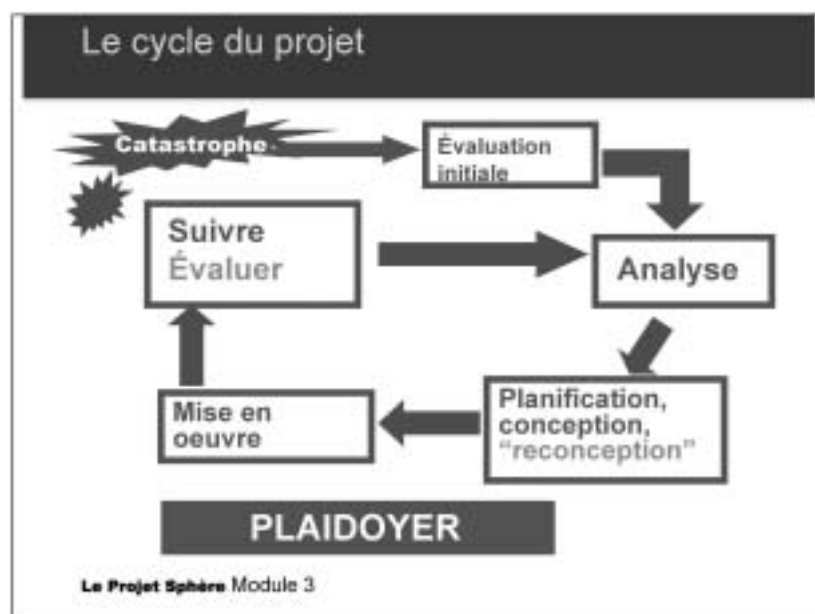 Le cycle du projet
Catastrophe
Évaluation
initiale
Suivre
Évaluer
Analyse
Planification,
conception,
“reconception”
Mise en
oeuvre
PLAIDOYER
Le Projet Sphère Module 3